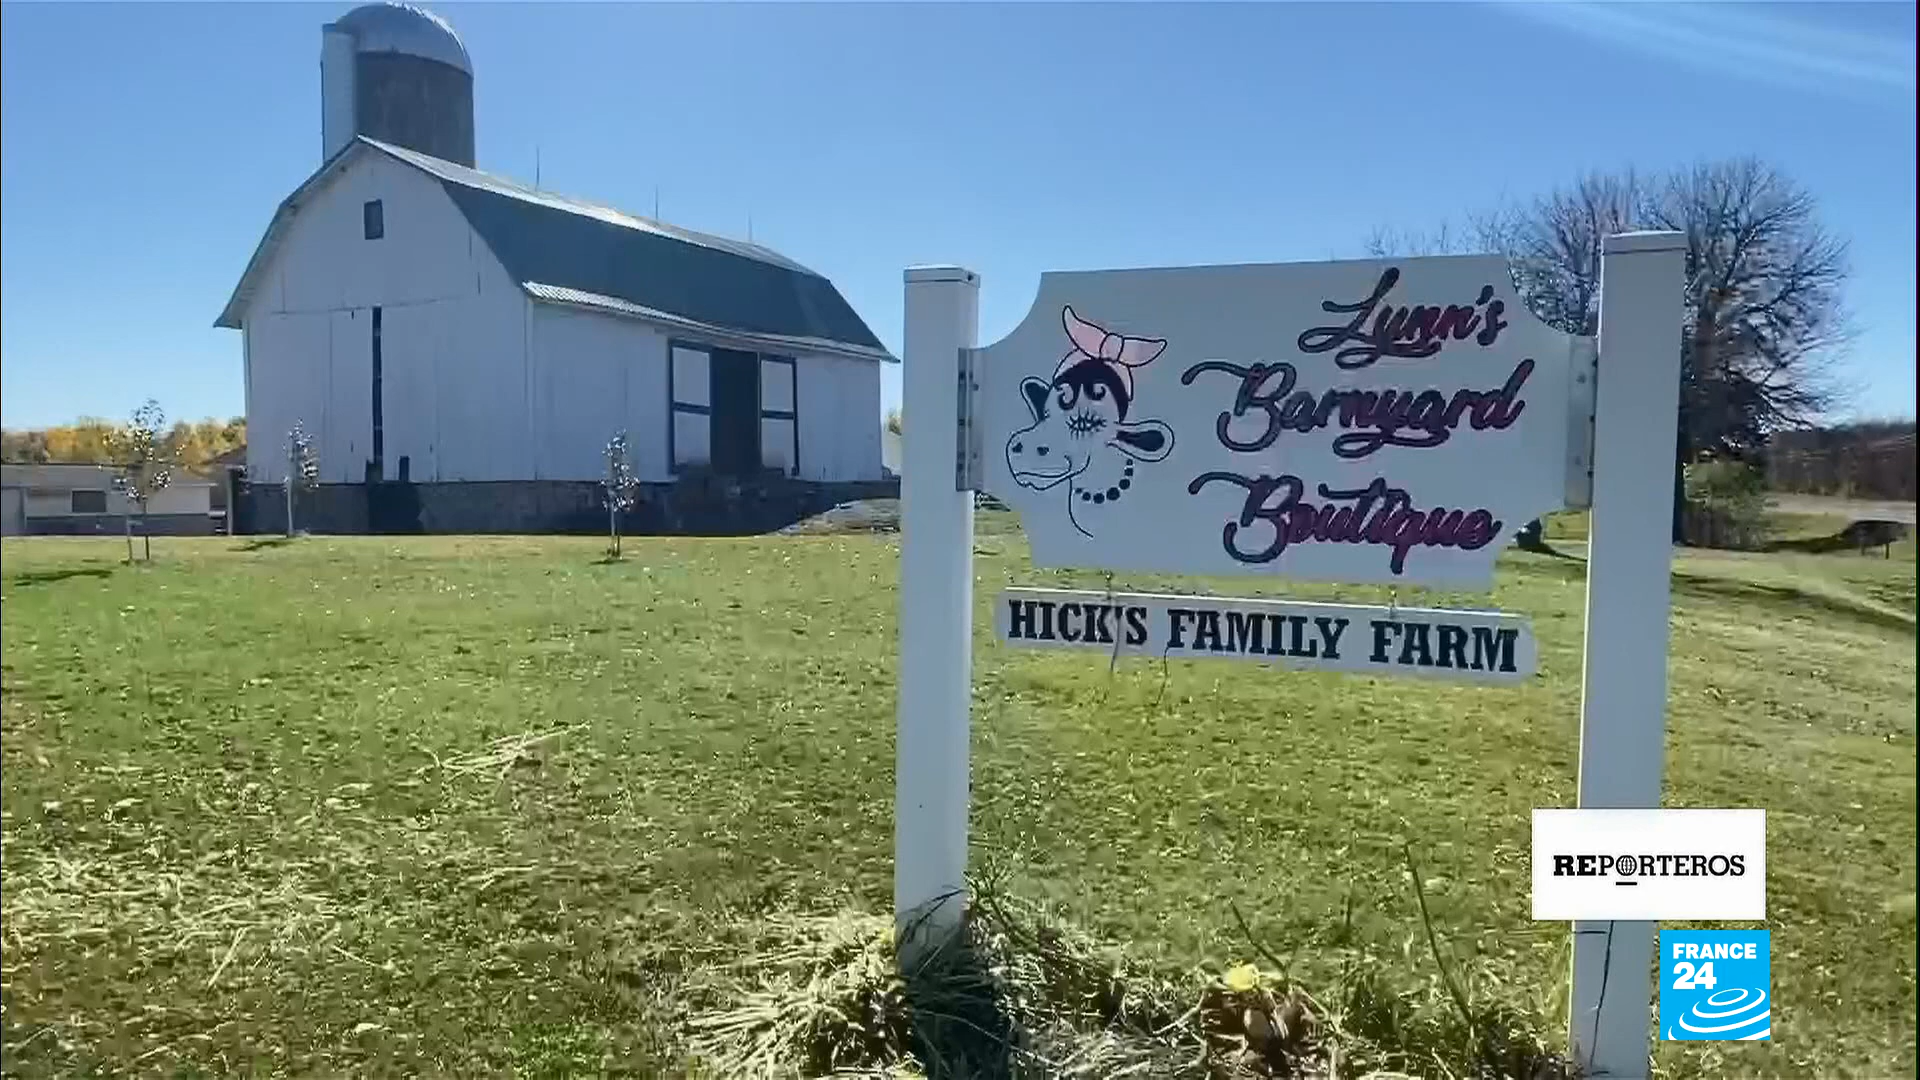 Lynn's
Barnyard
Boutique
HICK'S FAMILY FARM
REPORTEROS
FRANCE
24